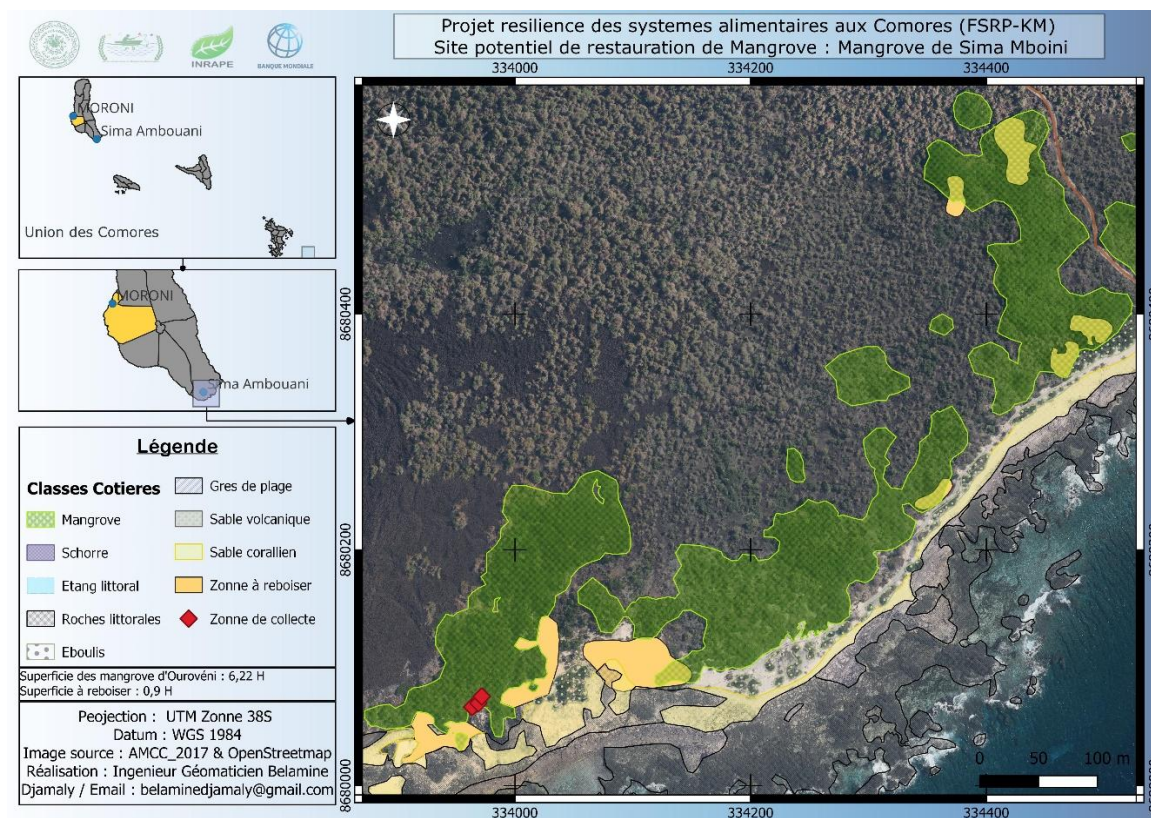 Projet resilience des systemes alimentaires aux Comores (FSRP-KM)
Site potentiel de restauration de Mangrove : Mangrove de Sima Mboini
INRAPE
BANQUE MONDIALE
MORONI
Sima Ambouani
Union des Comores
MORONI
Sima Ambouani
Légende
Classes Cotieres
Mangrove
Schorre
Etang littoral
Roches littorales
Eboulis
Gres de plage
Sable volcanique
Sable corallien
Zonne à reboiser
Zonne de collecte
Superficie des mangrove d'Ourovéni : 6,22 H
Superficie à reboiser : 0,9 H
Peojection : UTM Zonne 38S
Datum : WGS 1984
Image source : AMCC_2017 & OpenStreetmap
Réalisation : Ingenieur Géomaticien Belamine
Djamaly / Email : belaminedjamaly@gmail.com
334000
334200
334400
8680400
8680200
8680000
0 50 100 m
334000
334200
334400